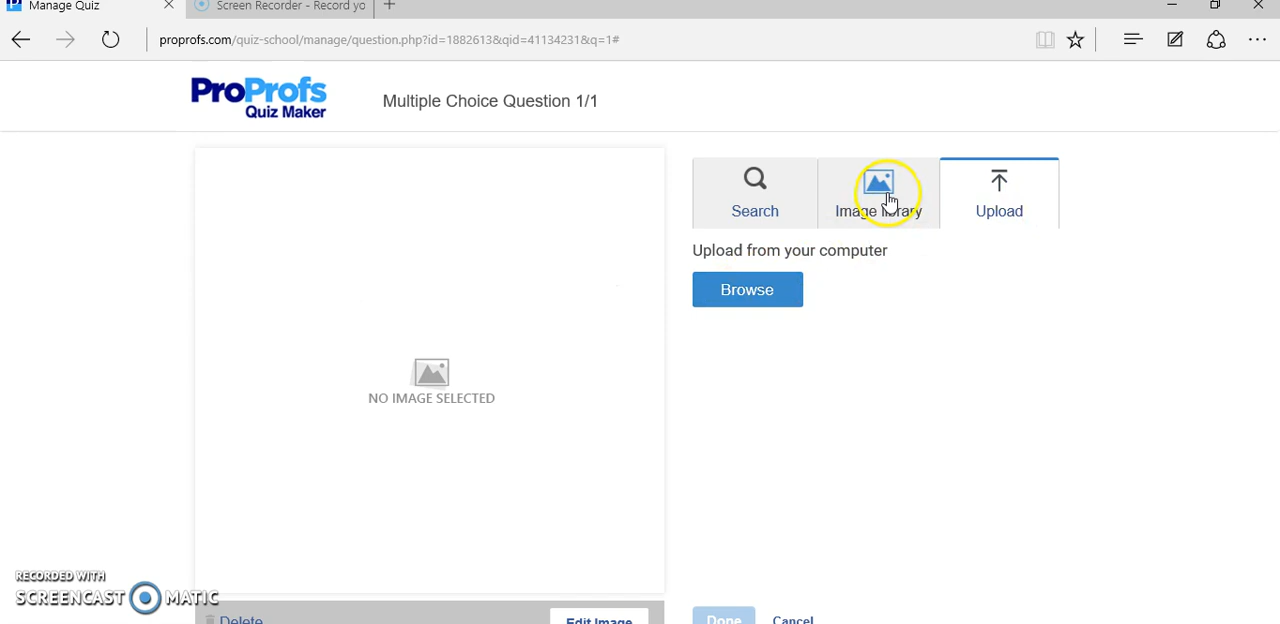 Manage Quiz
Screen Recorder - Record yo
proprofs.com/quiz-school/manage/question.php?id=1882613&qid=41134231&q=1#
ProProfs
Quiz Maker
Multiple Choice Question 1/1
Search
Image library
Upload
Upload from your computer
Browse
NO IMAGE SELECTED
RECORDED WITH
SCREENCAST MATIC
Delete
Edit Image
Done
Cancel